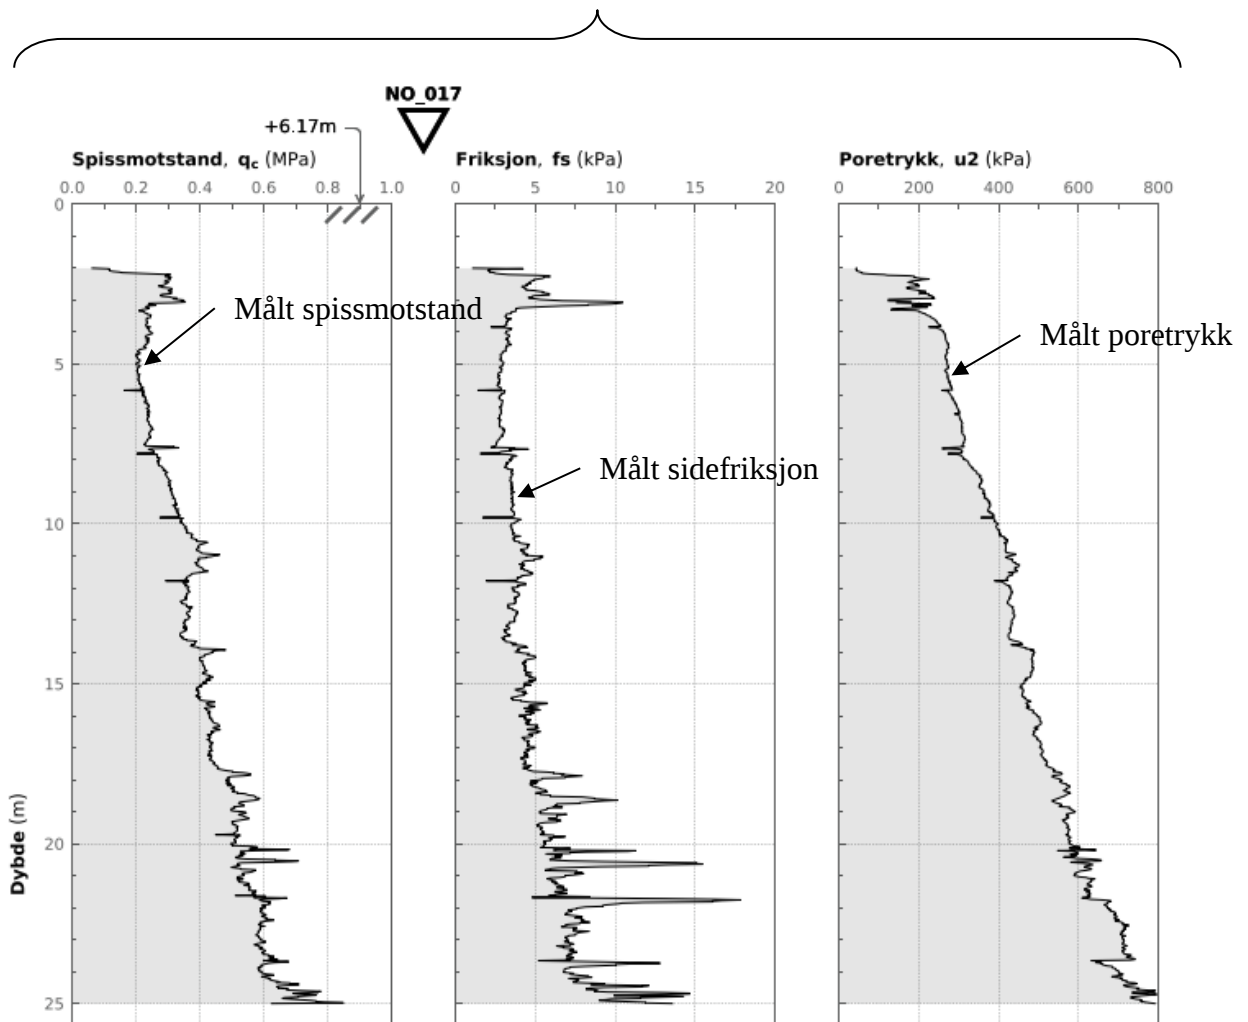 NO_017
+6.17m
Spissmotstand, qc (MPa)
Friksjon, fs (kPa)
Poretrykk, u2 (kPa)
0.0 0.2 0.4 0.6 0.8 1.0
0 5 10 15 20
0 200 400 600 800
0
Målt spissmotstand
Målt poretrykk
5
Målt sidefriksjon
10
15
Dybde (m)
20
25